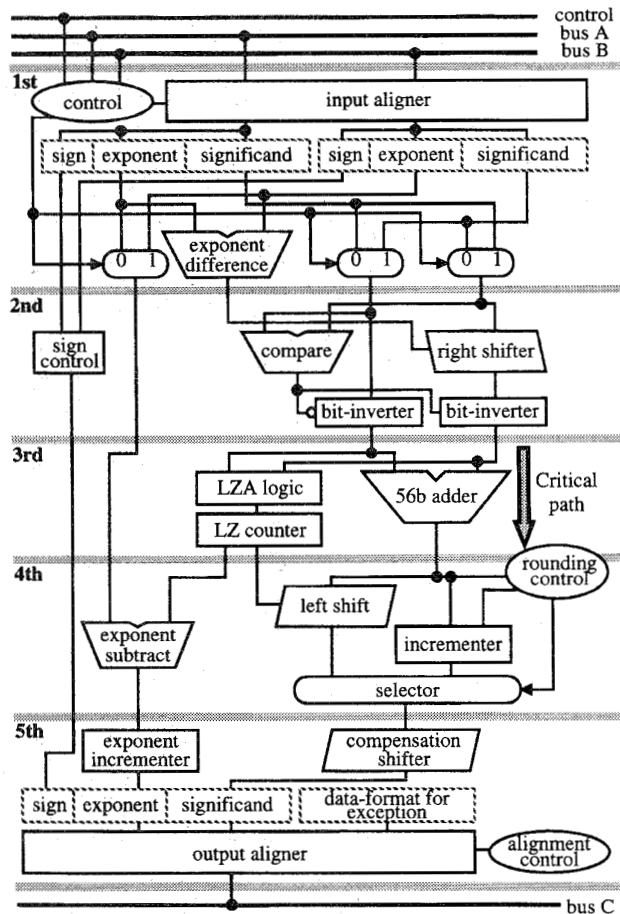 control
bus A
bus B
1st
control
input aligner
sign exponent significand
sign exponent significand
0 1
exponent
difference
0 1
0 1
2nd
sign
control
compare
right shifter
bit-inverter
bit-inverter
3rd
LZA logic
56b adder
Critical
path
LZ counter
4th
rounding
control
left shift
exponent
subtract
incrementer
selector
5th
exponent
incrementer
compensation
shifter
sign exponent significand
data-format for
exception
output aligner
alignment
control
bus C